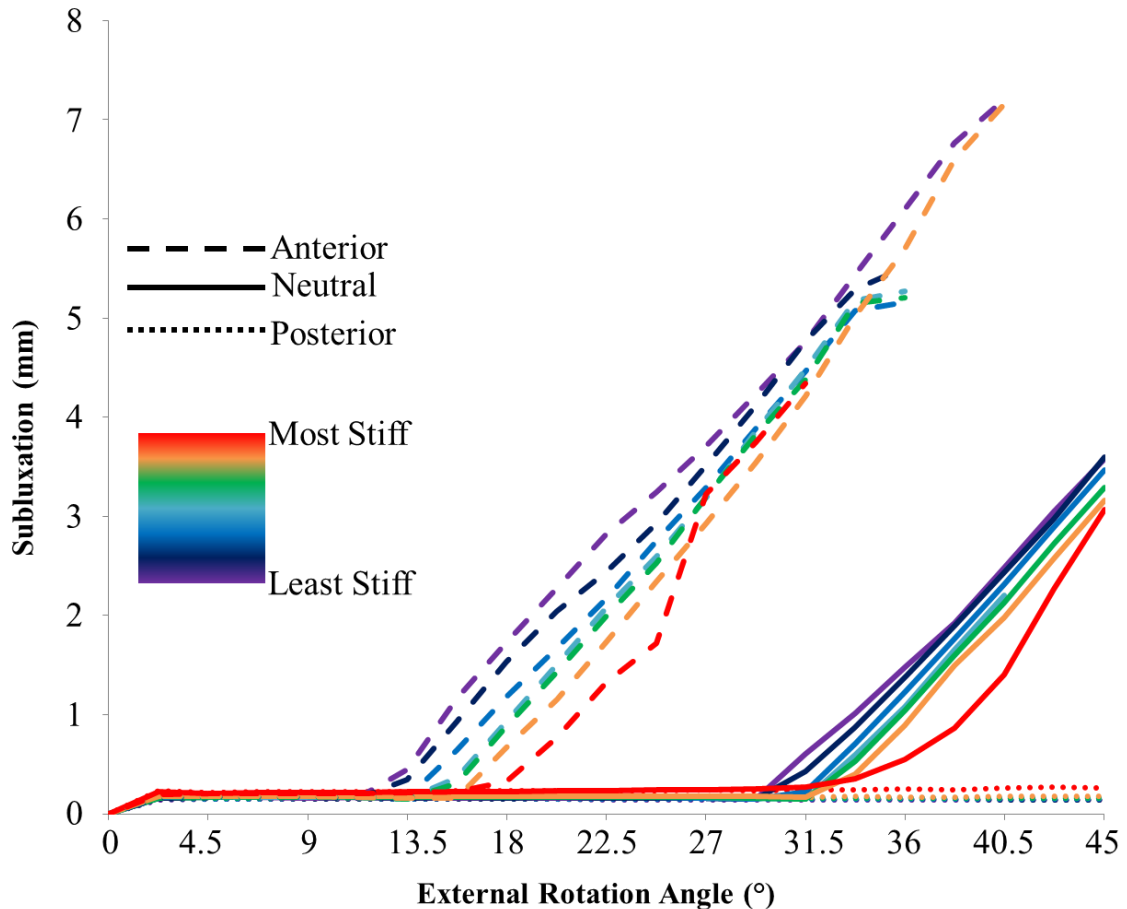 8
7
6
5
4
3
2
1
0
Subluxation (mm)
Anterior
Neutral
Posterior
Most Stiff
Least Stiff
0 4.5 9 13.5 18 22.5 27 31.5 36 40.5 45
External Rotation Angle (°)